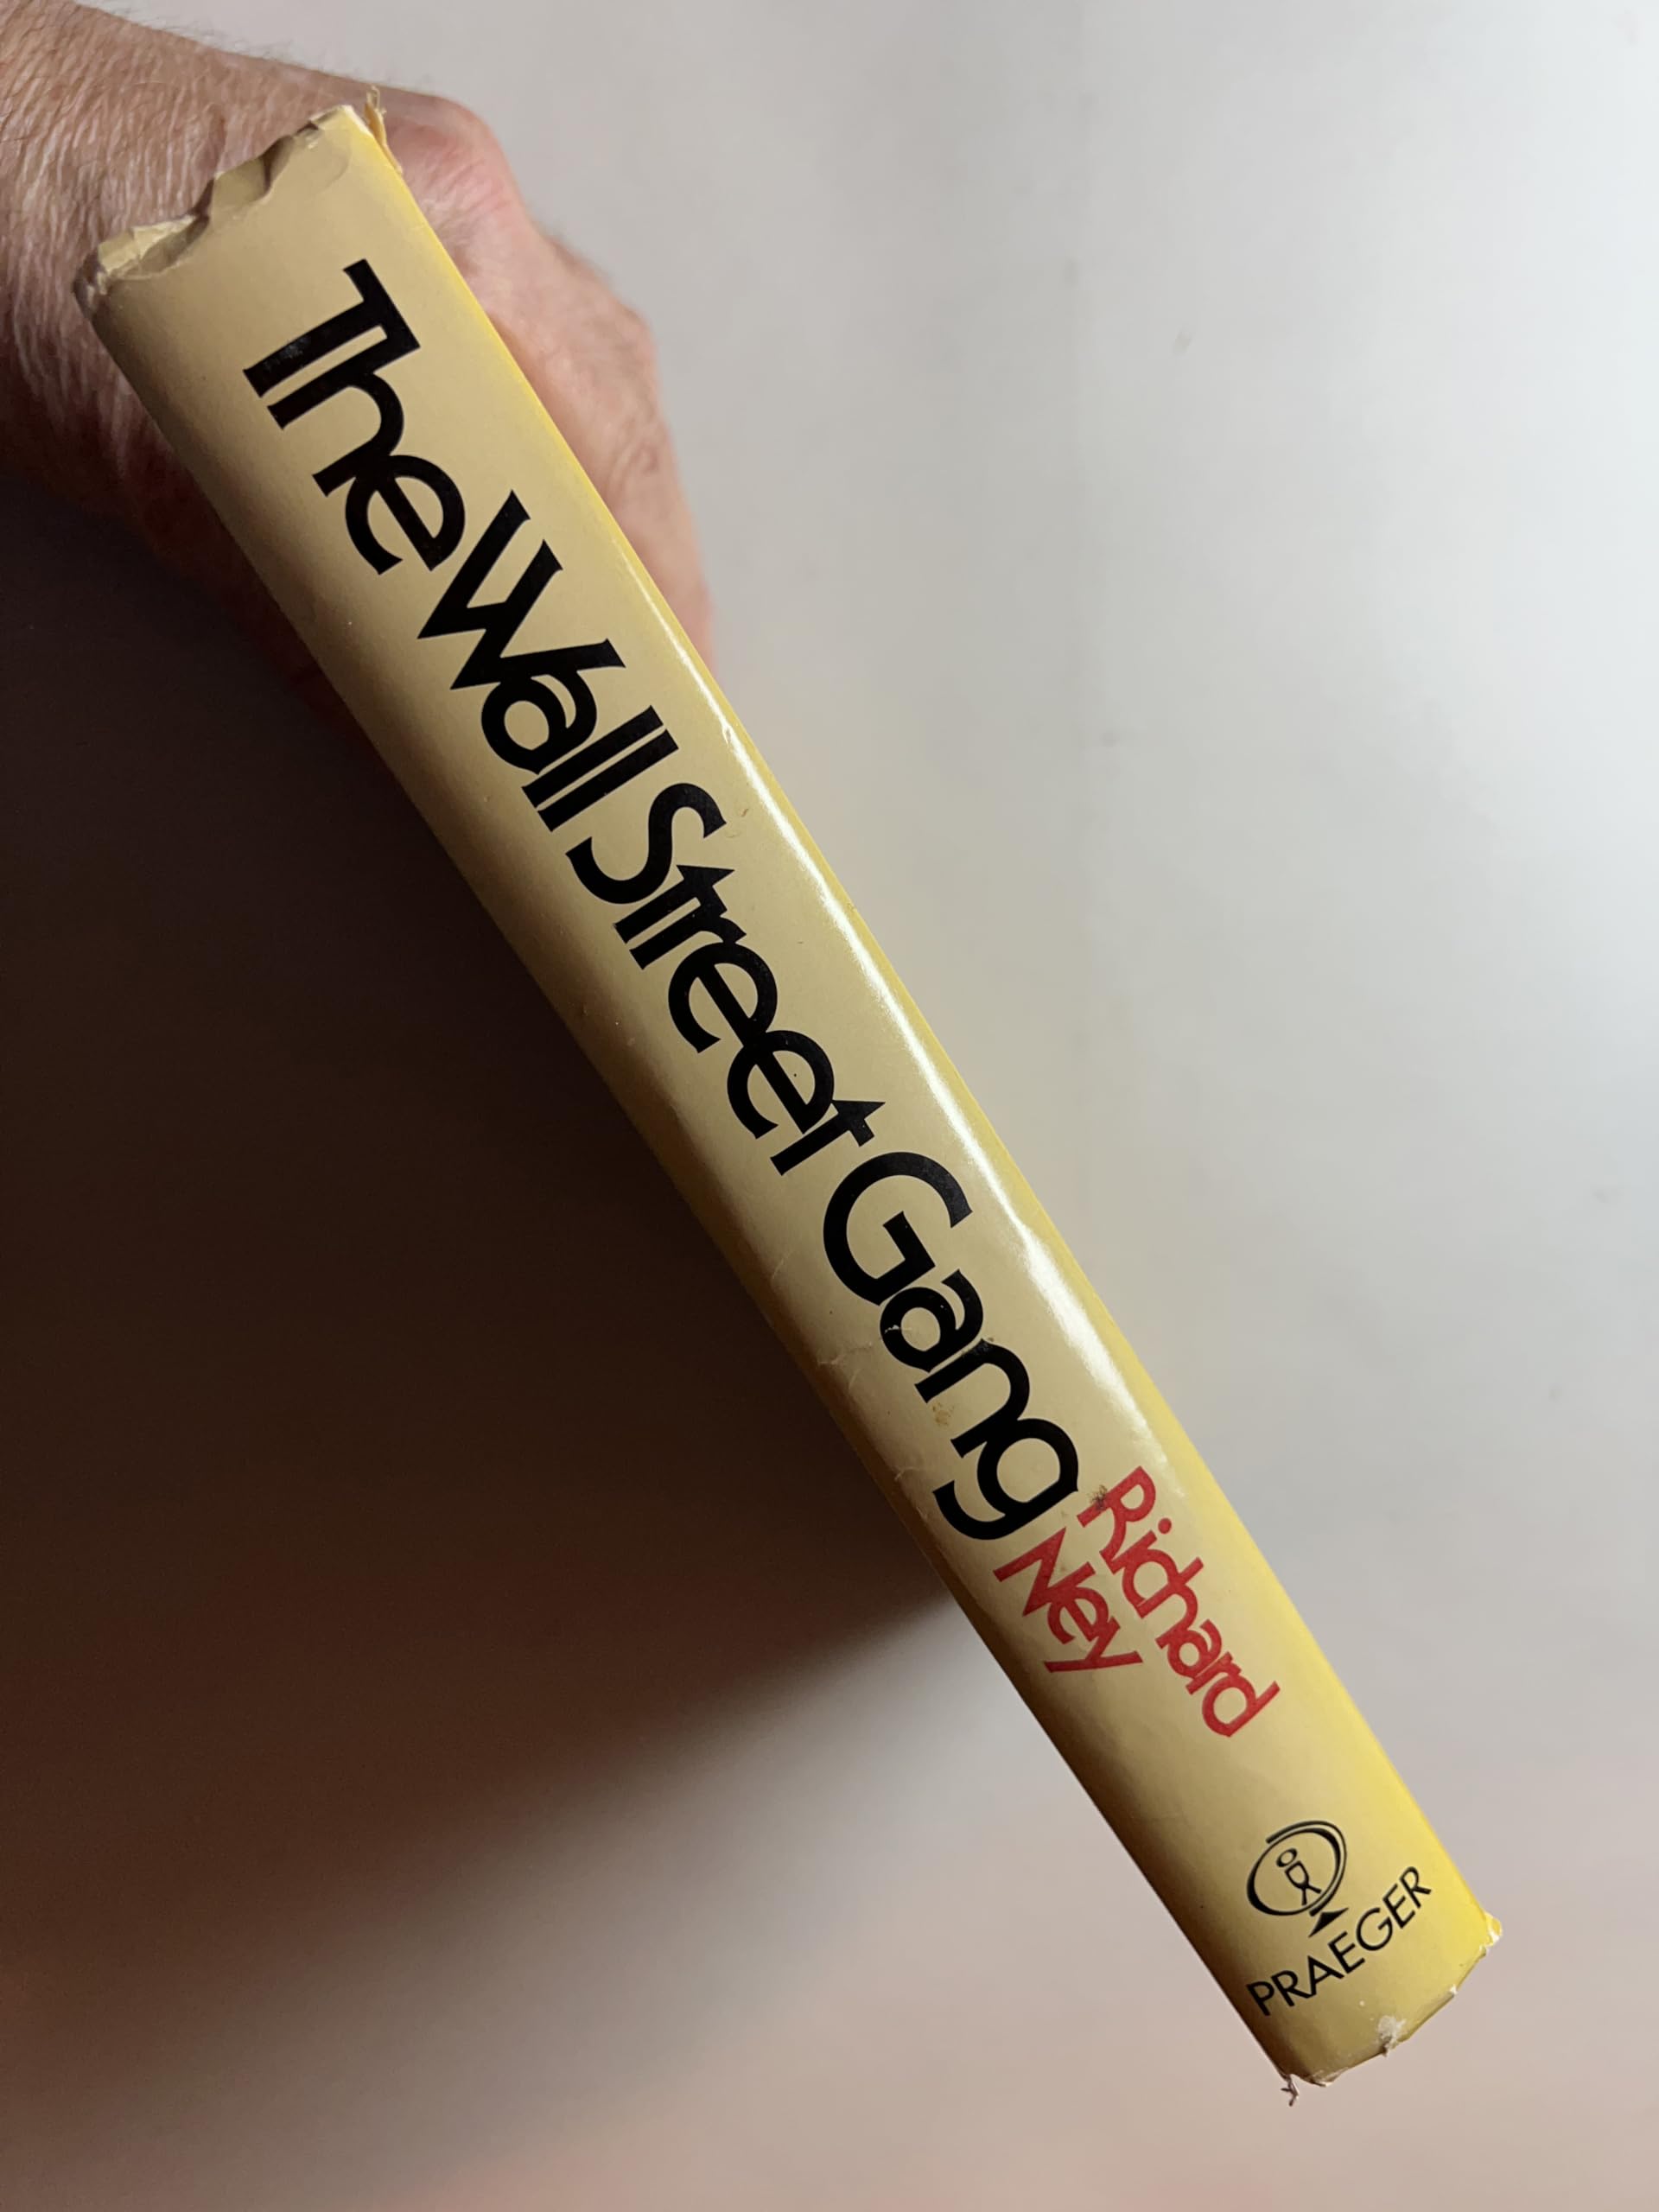 The Wall Street Gang
Richard
Ney
PRAEGER